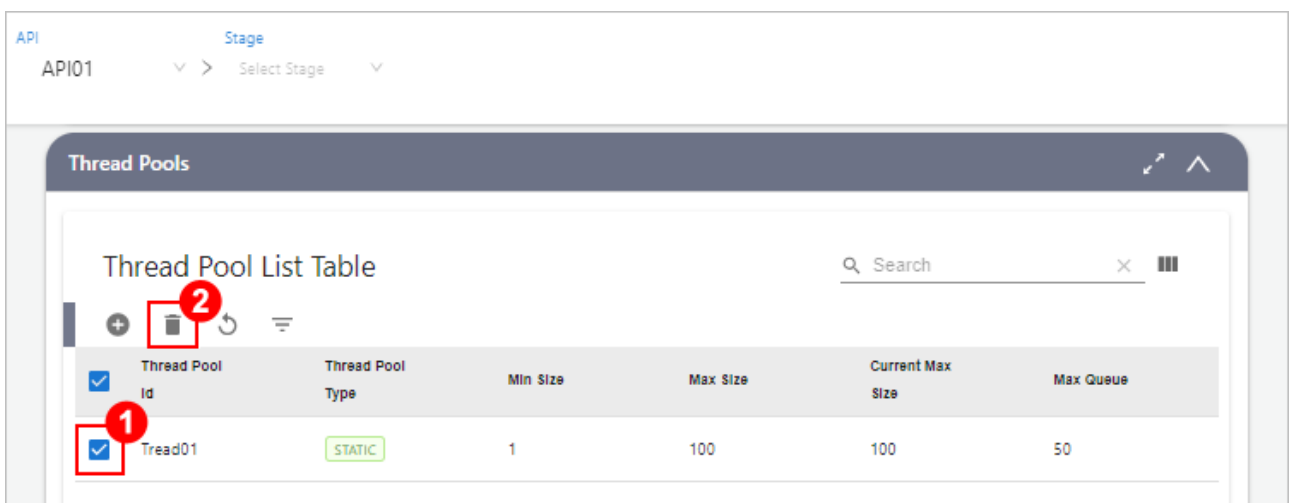 API Stage
API01 > Select Stage
Thread Pools
Thread Pool List Table
Search
2
Thread Pool Id Thread Pool Type Min Size Max Size Current Max Size Max Queue
1
Tread01 STATIC 1 100 100 50